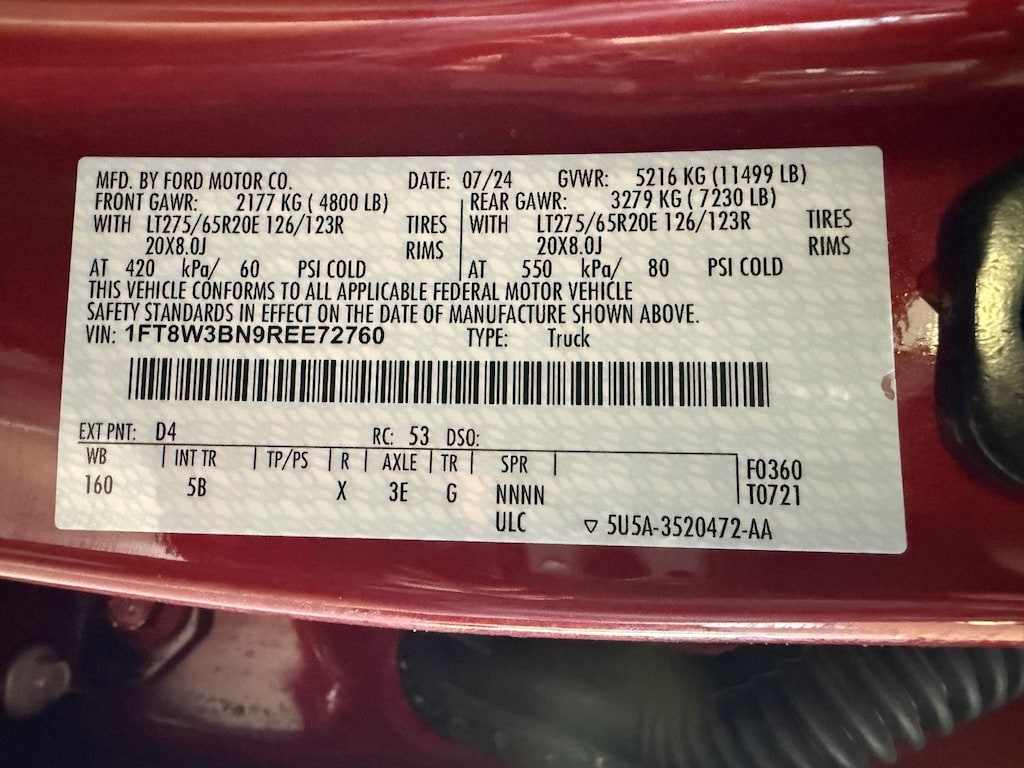 MFD. BY FORD MOTOR CO. DATE: 07/24 GVWR: 5216 KG (11499 LB)
FRONT GAWR: 2177 KG ( 4800 LB) REAR GAWR: 3279 KG ( 7230 LB)
WITH LT275/65R20E 126/123R TIRES WITH LT275/65R20E 126/123R TIRES
20X8.0J RIMS 20X8.0J RIMS
AT 420 kPa/ 60 PSI COLD AT 550 kPa/ 80 PSI COLD
THIS VEHICLE CONFORMS TO ALL APPLICABLE FEDERAL MOTOR VEHICLE
SAFETY STANDARDS IN EFFECT ON THE DATE OF MANUFACTURE SHOWN ABOVE.
VIN: 1FT8W3BN9REE72760 TYPE: Truck
EXT PNT: D4 RC: 53 DSO:
WB INT TR TP/PS R AXLE TR SPR F0360
160 5B X 3E G NNNN T0721
ULC ▽ 5U5A-3520472-AA